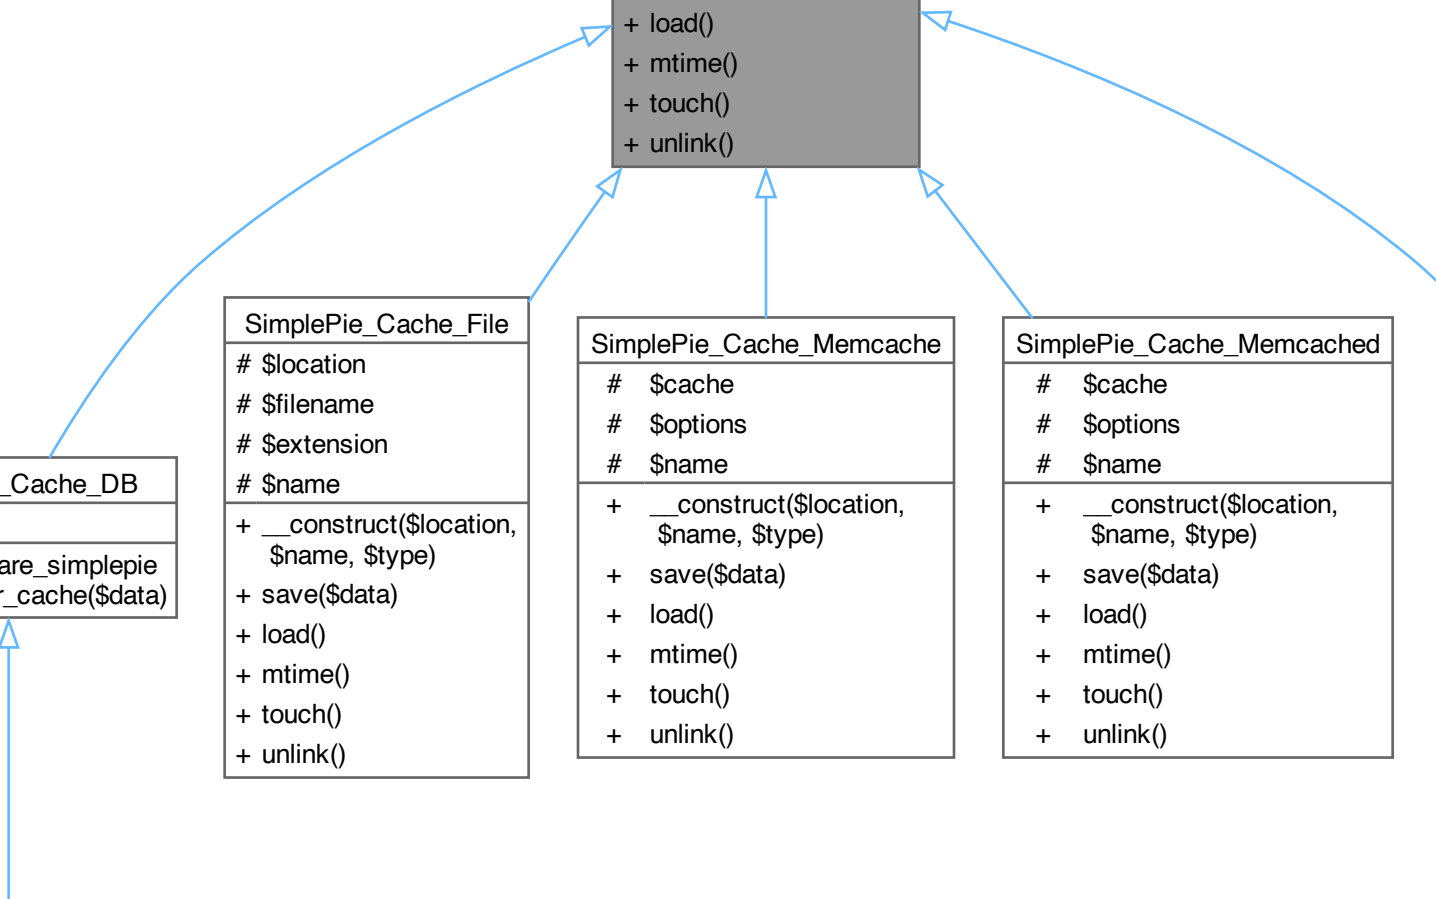 + load()
+ mtime()
+ touch()
+ unlink()
_Cache_DB
are_simplepie
r_cache($data)
SimplePie_Cache_File
# $location
# $filename
# $extension
# $name
+ __construct($location,
$name, $type)
+ save($data)
+ load()
+ mtime()
+ touch()
+ unlink()
SimplePie_Cache_Memcache
# $cache
# $options
# $name
+ __construct($location,
$name, $type)
+ save($data)
+ load()
+ mtime()
+ touch()
+ unlink()
SimplePie_Cache_Memcached
# $cache
# $options
# $name
+ __construct($location,
$name, $type)
+ save($data)
+ load()
+ mtime()
+ touch()
+ unlink()